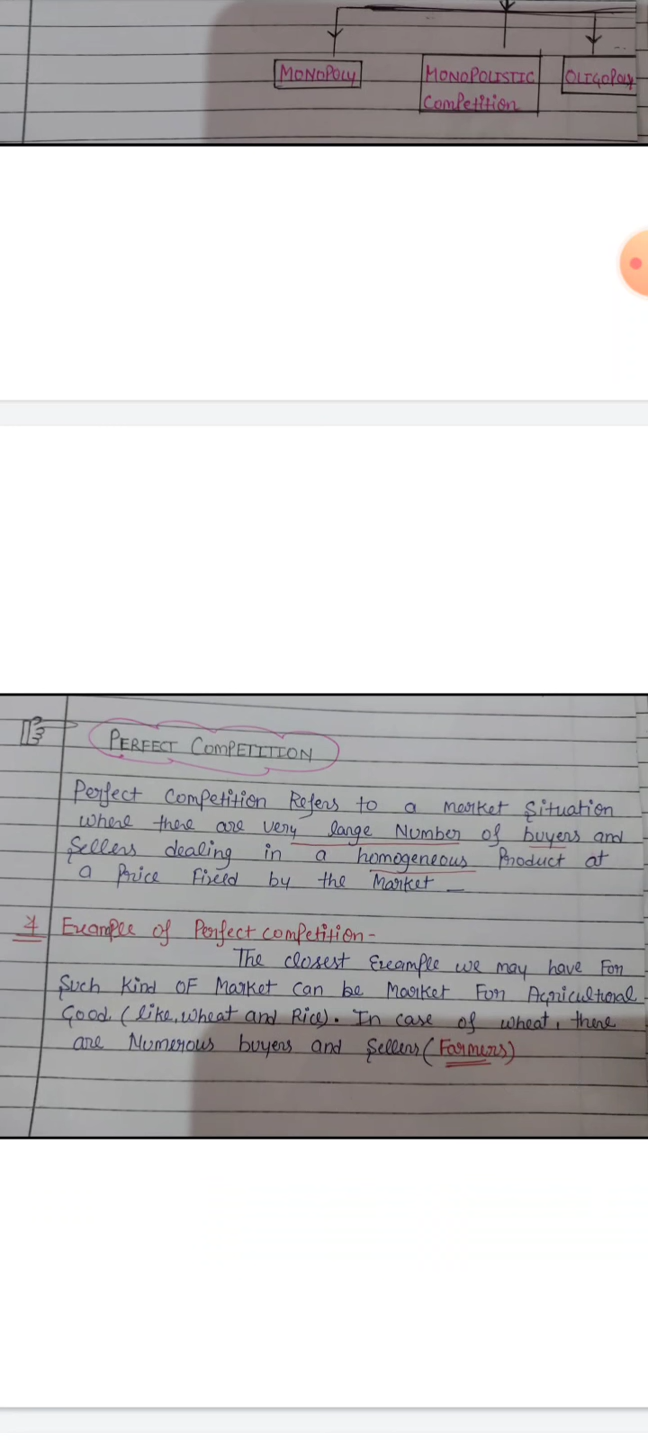 MONOPOLY
MONOPOLISTIC
Competition
OLIGOPOLY
PERFECT COMPETITION
Perfect Competition Refers to a market Situation
where there are very large Number of buyers and
Sellers dealing in a homogeneous Product at
a Price Fixed by the Market _
Example of Perfect competition-
The closest Example we may have For
Such Kind OF Market can be Market For Agricultural
Good (like, wheat and Rice). In case of wheat, there
are Numerous buyers and Sellers (Farmers)